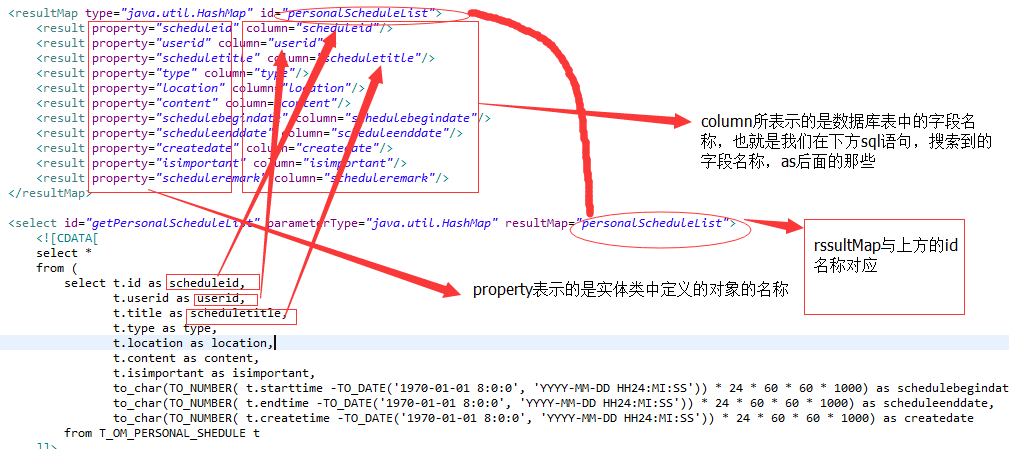 <resultMap type="java.util.HashMap" id="personalScheduleList">
<result property="scheduleid" column="scheduleid"/>
<result property="userid" column="userid"
<result property="scheduletitle" column="scheduletitle"/>
<result property="type" column="type"/>
<result property="location" column="location"/>
<result property="content" column="content"/>
<result property="schedulebegindate" column="schedulebegindate"/>
<result property="scheduleenddate" column="scheduleenddate"/>
<result property="createdate" column="createdate"/>
<result property="isimportant" column="isimportant"/>
<result property="scheduleremark" column="scheduleremark"/>
</resultMap>
column所表示的是数据库表中的字段名
称，也就是我们在下方sql语句，搜索到的
字段名称，as后面的那些
<select id="getPersonalScheduleList" parameterType="java.util.HashMap" resultMap="personalScheduleList">
<![CDATA[
select *
from (
select t.id as scheduleid,
t.userid as userid,
t.title as scheduletitle,
t.type as type,
t.location as location,
t.content as content,
t.isimportant as isimportant,
to_char(TO_NUMBER( t.starttime -TO_DATE('1970-01-01 8:0:0', 'YYYY-MM-DD HH24:MI:SS')) * 24 * 60 * 60 * 1000) as schedulebegindat
to_char(TO_NUMBER( t.endtime -TO_DATE('1970-01-01 8:0:0', 'YYYY-MM-DD HH24:MI:SS')) * 24 * 60 * 60 * 1000) as scheduleenddate,
to_char(TO_NUMBER( t.createtime -TO_DATE('1970-01-01 8:0:0', 'YYYY-MM-DD HH24:MI:SS')) * 24 * 60 * 60 * 1000) as createdate
from T_OM_PERSONAL_SHEDULE t
]]>
rssultMap与上方的id
名称对应
property表示的是实体类中定义的对象的名称